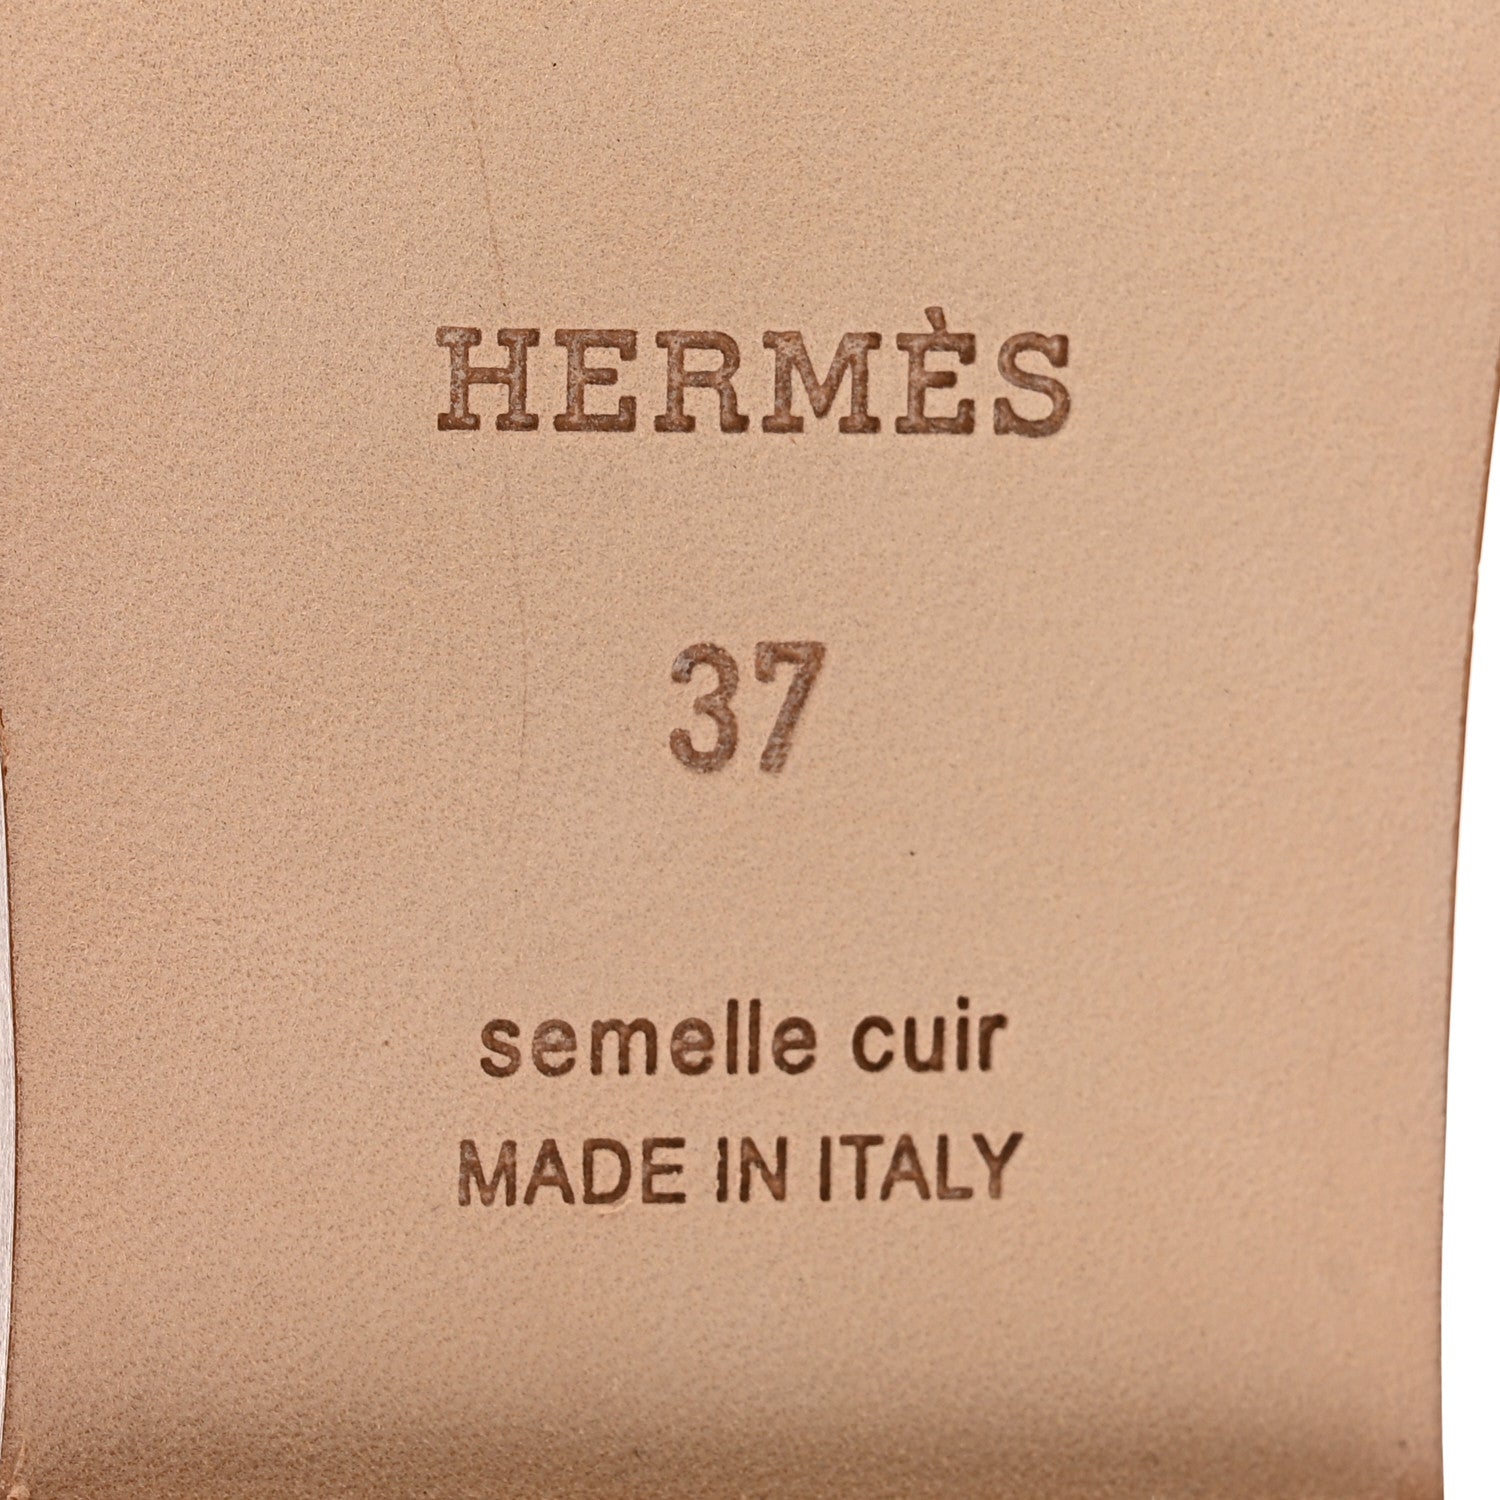 HERMÈS
37
semelle cuir
MADE IN ITALY